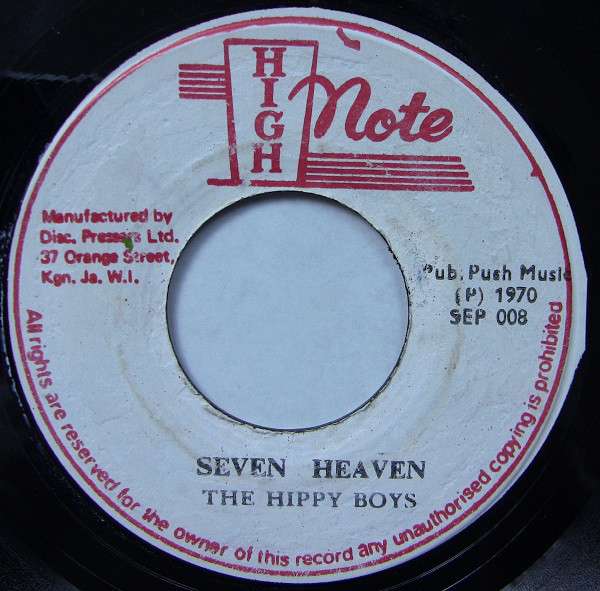 HIGH Note
Manufactured by
Disc. Pressers Ltd.
37 Orange Street,
Kgn. Ja. W.I.
Pub. Push Music
(P) 1970
SEP 008
SEVEN HEAVEN
THE HIPPY BOYS
All rights are reserved for the owner of this record any unauthorised copying is prohibited